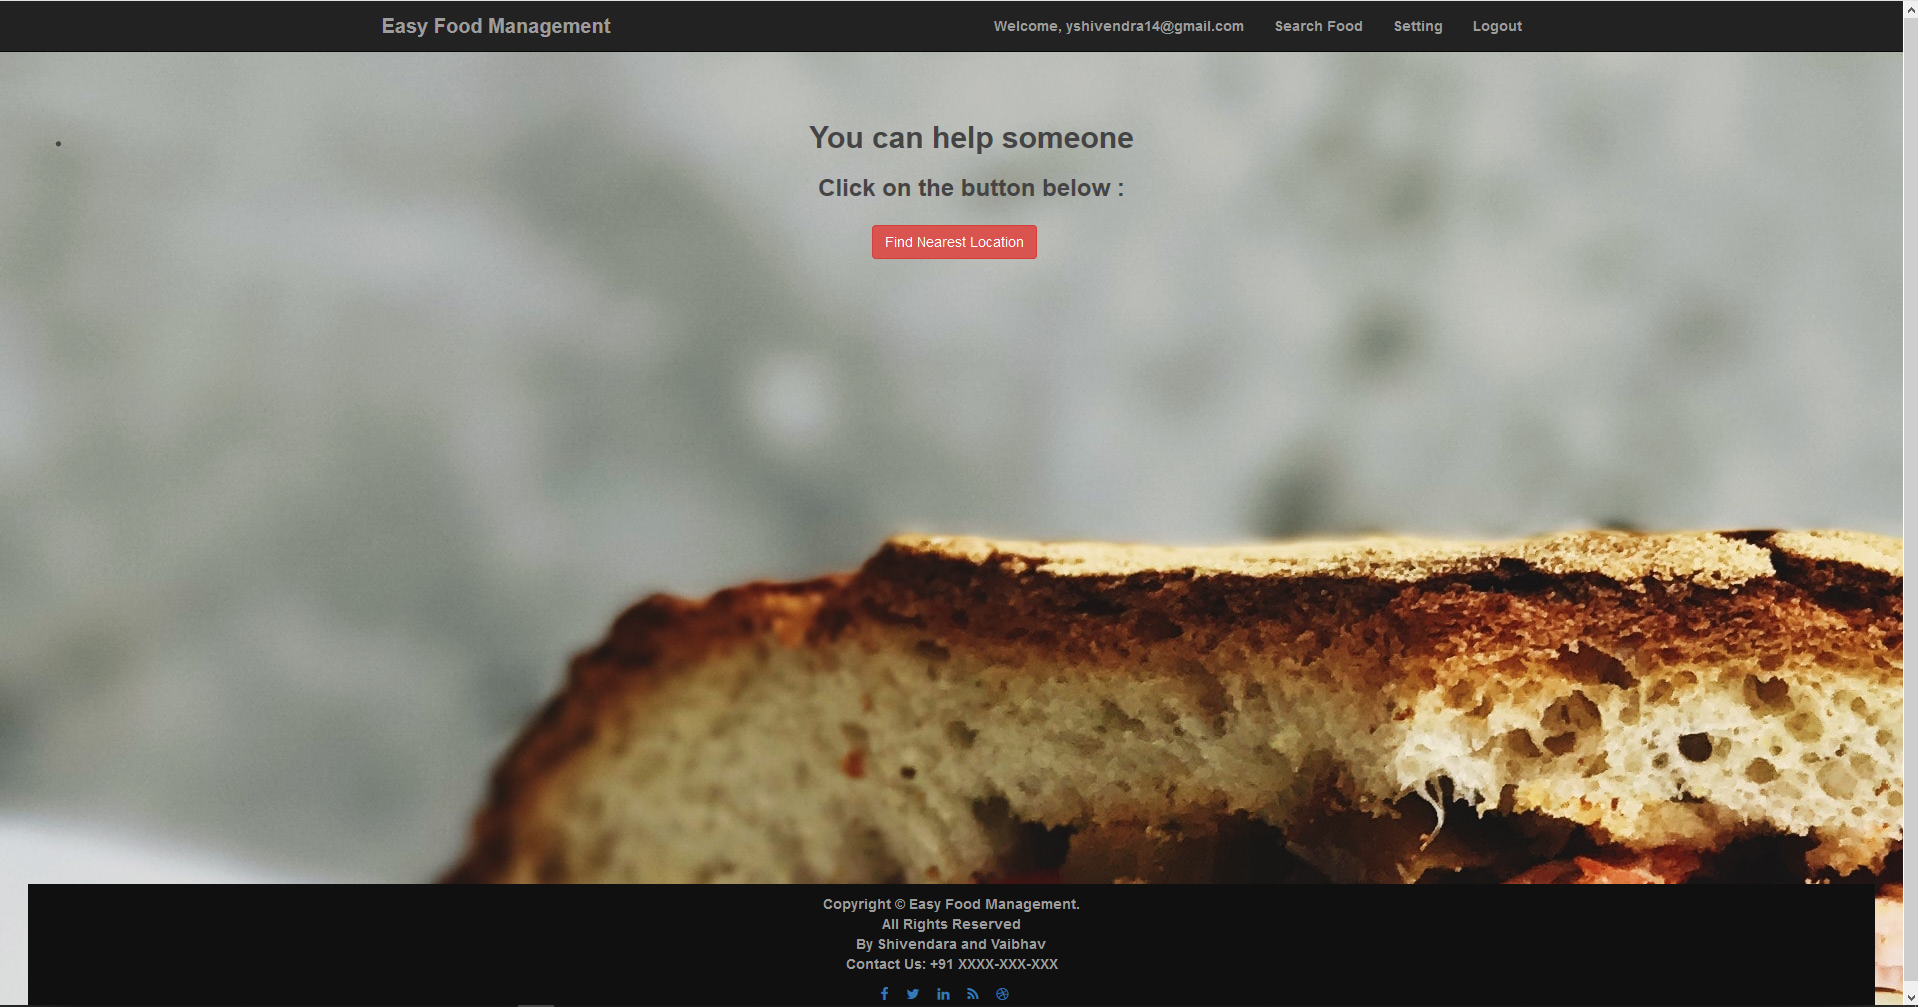 Easy Food Management
Welcome, yshivendra14@gmail.com Search Food Setting Logout
You can help someone
Click on the button below :
Find Nearest Location
Copyright © Easy Food Management.
All Rights Reserved
By Shivendara and Vaibhav
Contact Us: +91 XXXX-XXX-XXX